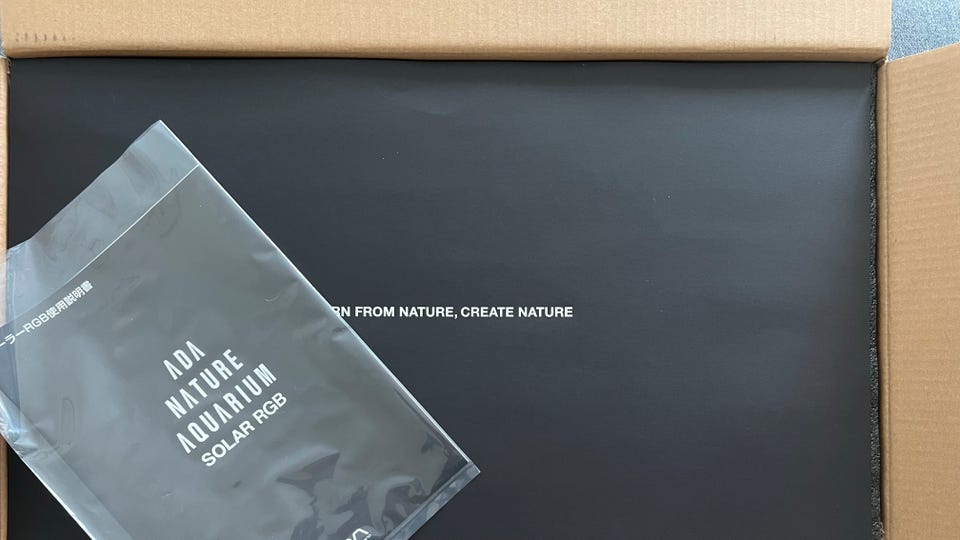 RN FROM NATURE, CREATE NATURE
ーラーRGB使用説明書
ADA
NATURE
AQUARIUM
SOLAR RGB